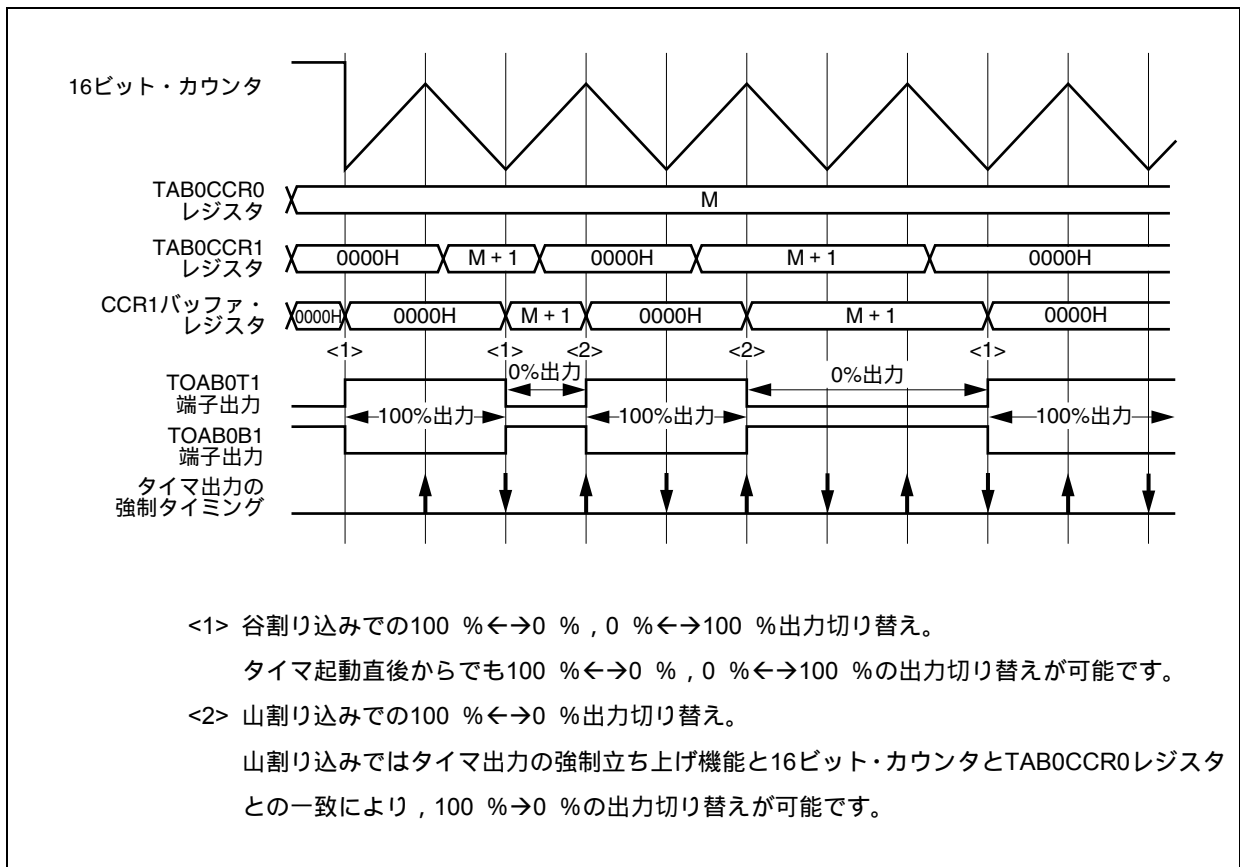 16ビット・カウンタ
TAB0CCR0
レジスタ
M
TAB0CCR1
レジスタ
0000H M + 1 0000H M + 1 0000H
CCR1バッファ・
レジスタ
0000H 0000H M + 1 0000H M + 1 0000H
<1> <1> <2> <2> <1>
TOAB0T1
端子出力
0%出力 0%出力
100%出力 100%出力 100%出力
TOAB0B1
端子出力
タイマ出力の
強制タイミング
<1> 谷割り込みでの100 %←→0 %，0 %←→100 %出力切り替え。
タイマ起動直後からでも100 %←→0 %，0 %←→100 %の出力切り替えが可能です。
<2> 山割り込みでの100 %←→0 %出力切り替え。
山割り込みではタイマ出力の強制立ち上げ機能と16ビット・カウンタとTAB0CCR0レジスタ
との一致により，100 %→0 %の出力切り替えが可能です。